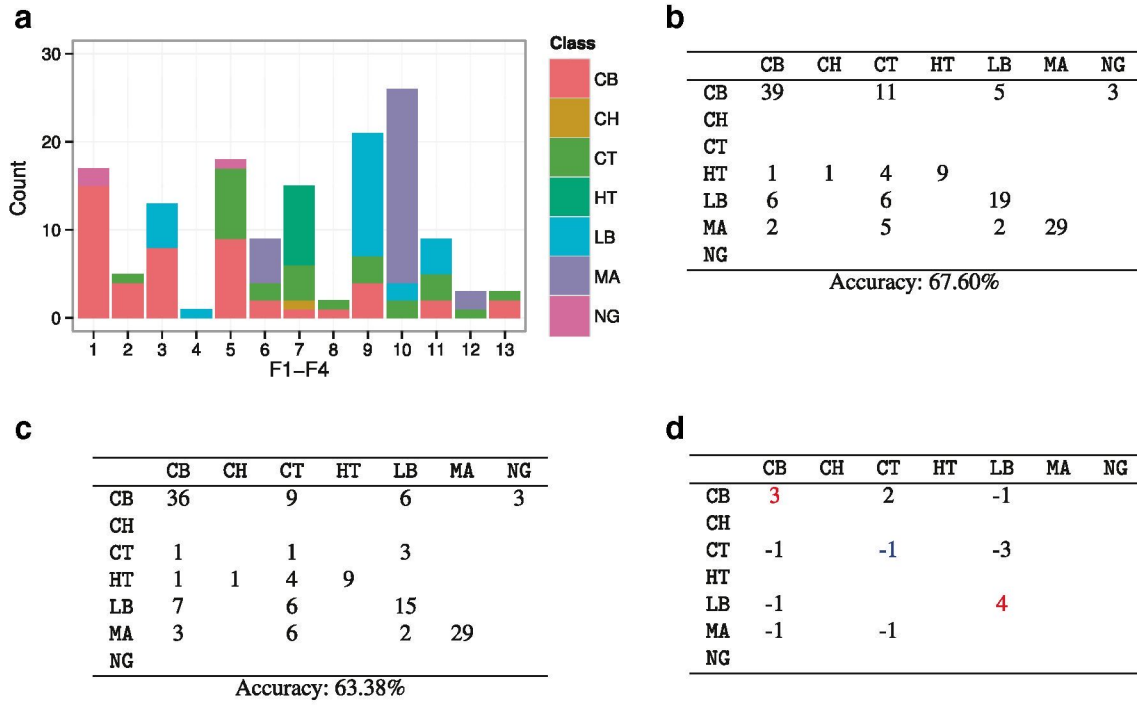 a
Class
CB
CH
CT
HT
LB
MA
NG
Count
30
20
10
0
1 2 3 4 5 6 7 8 9 10 11 12 13
F1–F4
b
CB CH CT HT LB MA NG
CB 39 11 5 3
CH
CT
HT 1 1 4 9
LB 6 6 19
MA 2 5 2 29
NG
Accuracy: 67.60%
c
CB CH CT HT LB MA NG
CB 36 9 6 3
CH
CT 1 1 3
HT 1 1 4 9
LB 7 6 15
MA 3 6 2 29
NG
Accuracy: 63.38%
d
CB CH CT HT LB MA NG
CB 3 2 -1
CH
CT -1 -1 -3
HT
LB -1 4
MA -1 -1
NG